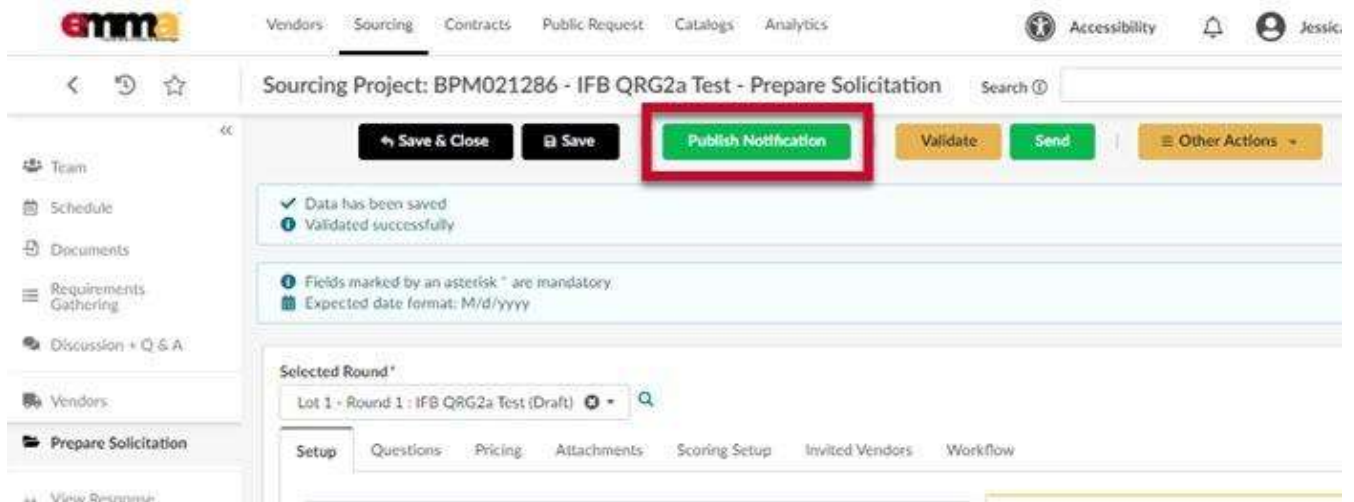 emma
Vendors Sourcing Contracts Public Request Catalogs Analytics Accessibility Jessic
Sourcing Project: BPM021286 - IFB QRG2a Test - Prepare Solicitation Search
Save & Close Save Publish Notification Validate Send Other Actions
Team
Schedule
Documents
Requirements
Gathering
Discussion + Q & A
Vendors
Prepare Solicitation
View Response
Data has been saved
Validated successfully
Fields marked by an asterisk * are mandatory
Expected date format: M/d/yyyy
Selected Round*
Lot 1 - Round 1 : IFB QRG2a Test (Draft)
Setup Questions Pricing Attachments Scoring Setup Invited Vendors Workflow